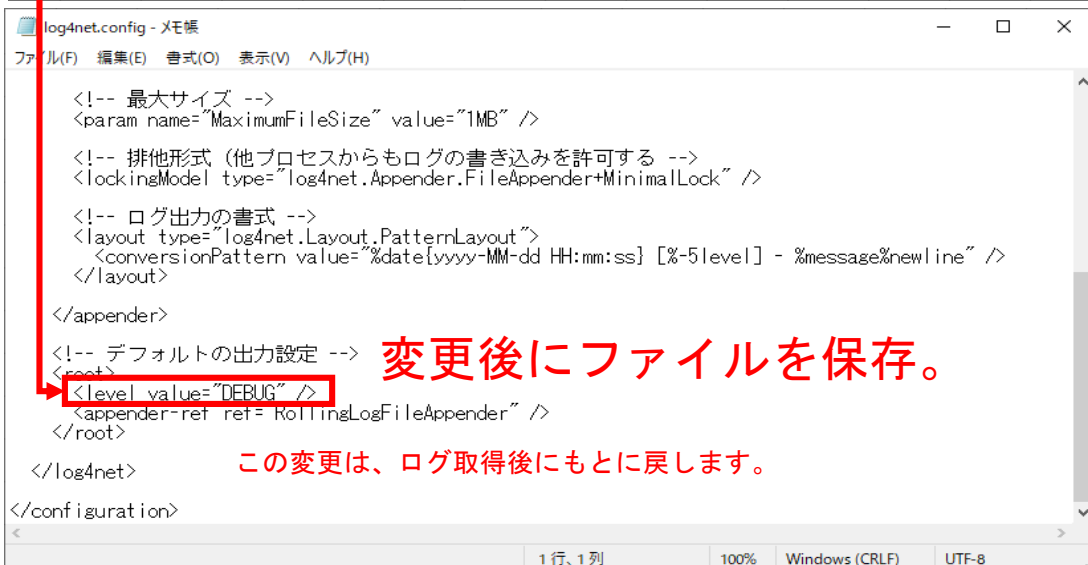 log4net.config - メモ帳
ファイル(F) 編集(E) 書式(O) 表示(V) ヘルプ(H)
<!-- 最大サイズ -->
<param name="MaximumFileSize" value="1MB" />
<!-- 排他形式（他プロセスからもログの書き込みを許可する -->
<lockingModel type="log4net.Appender.FileAppender+MinimalLock" />
<!-- ログ出力の書式 -->
<layout type="log4net.Layout.PatternLayout">
<conversionPattern value="%date{yyyy-MM-dd HH:mm:ss} [%-5level] - %message%newline" />
</layout>
</appender>
<!-- デフォルトの出力設定 -->
変更後にファイルを保存。
<root>
<level value="DEBUG" />
<appender-ref ref="RollingLogFileAppender" />
</root>
この変更は、ログ取得後にもとに戻します。
</log4net>
</configuration>
1行、1列 100% Windows (CRLF) UTF-8